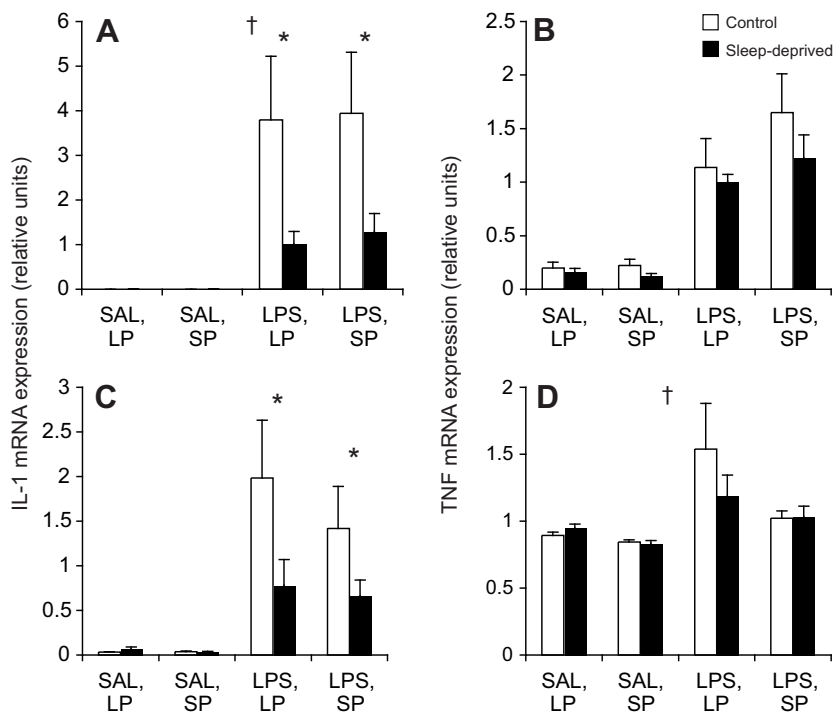 A
†
*
*
6
5
4
3
2
1
0
SAL,
LP
SAL,
SP
LPS,
LP
LPS,
SP
B
Control
Sleep-deprived
2.5
2
1.5
1
0.5
0
SAL,
LP
SAL,
SP
LPS,
LP
LPS,
SP
IL-1 mRNA expression (relative units)
TNF mRNA expression (relative units)
C
*
*
3
2.5
2
1.5
1
0.5
0
SAL,
LP
SAL,
SP
LPS,
LP
LPS,
SP
D
†
2
1.5
1
0.5
0
SAL,
LP
SAL,
SP
LPS,
LP
LPS,
SP